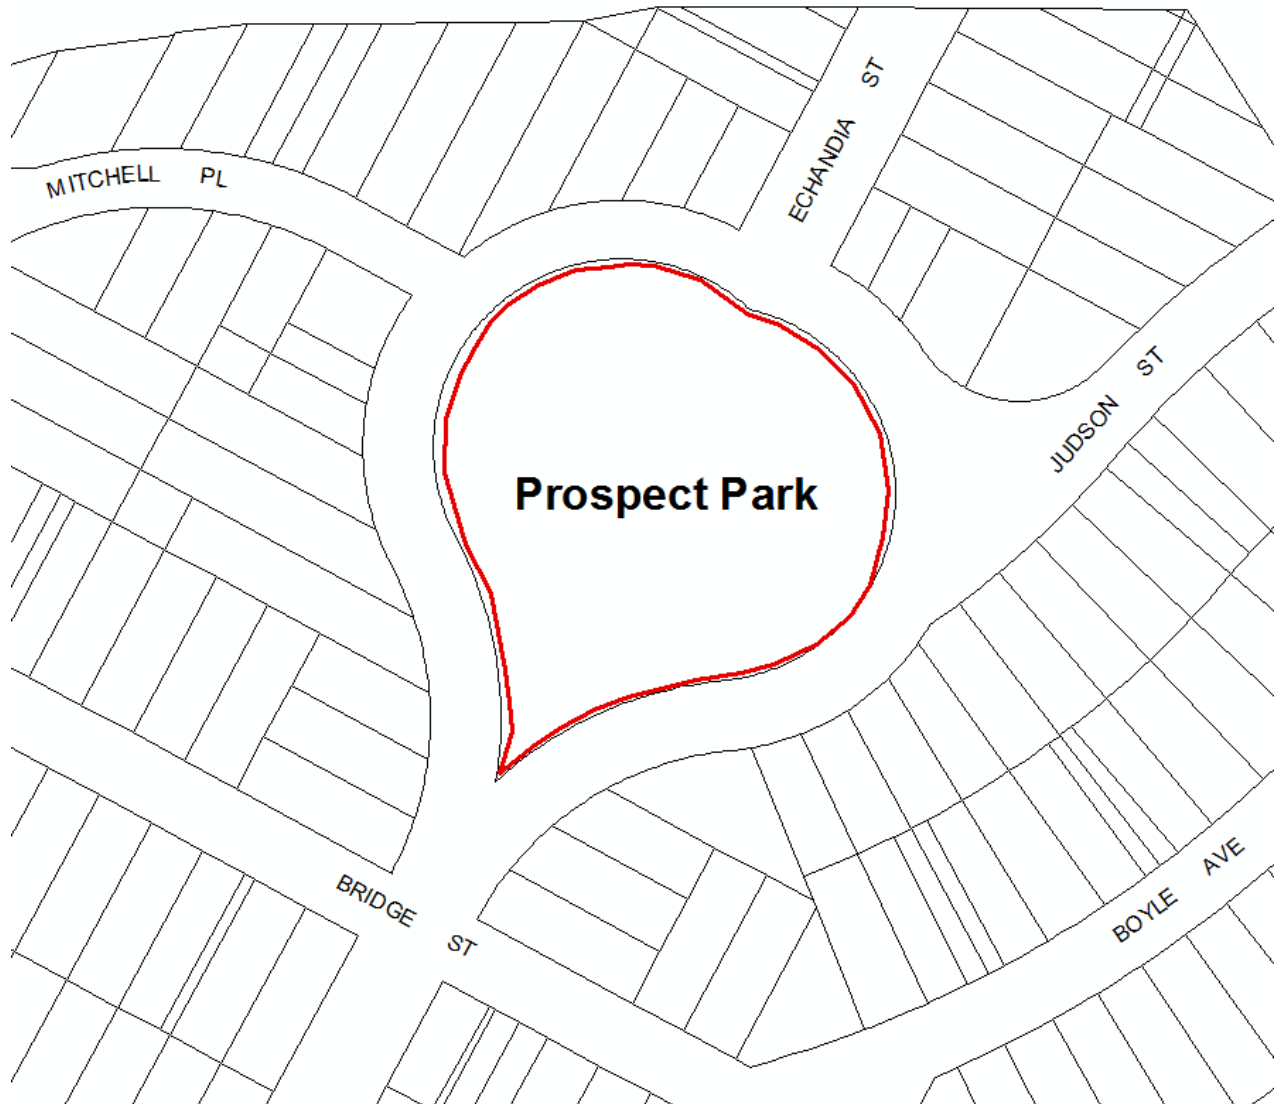 ECHANDIA ST
MITCHELL PL
JUDSON ST
Prospect Park
BRIDGE ST
BOYLE AVE